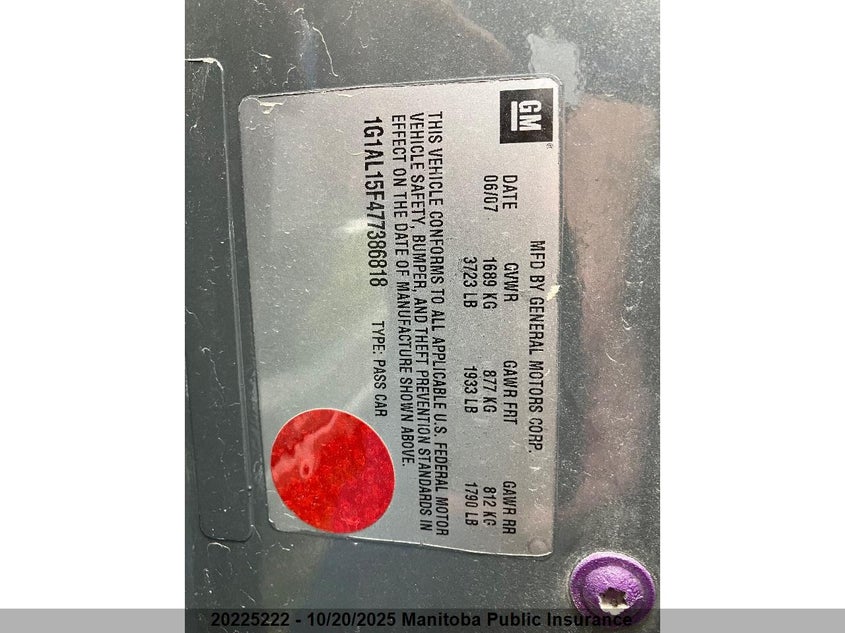 GM
MFD BY GENERAL MOTORS CORP.
DATE GVWR GAWR FRT GAWR RR
06/07 1689 KG 877 KG 812 KG
3723 LB 1933 LB 1790 LB
THIS VEHICLE CONFORMS TO ALL APPLICABLE U.S. FEDERAL MOTOR
VEHICLE SAFETY, BUMPER, AND THEFT PREVENTION STANDARDS IN
EFFECT ON THE DATE OF MANUFACTURE SHOWN ABOVE.
1G1AL15F477386818 TYPE: PASS CAR
20225222 - 10/20/2025 Manitoba Public Insurance